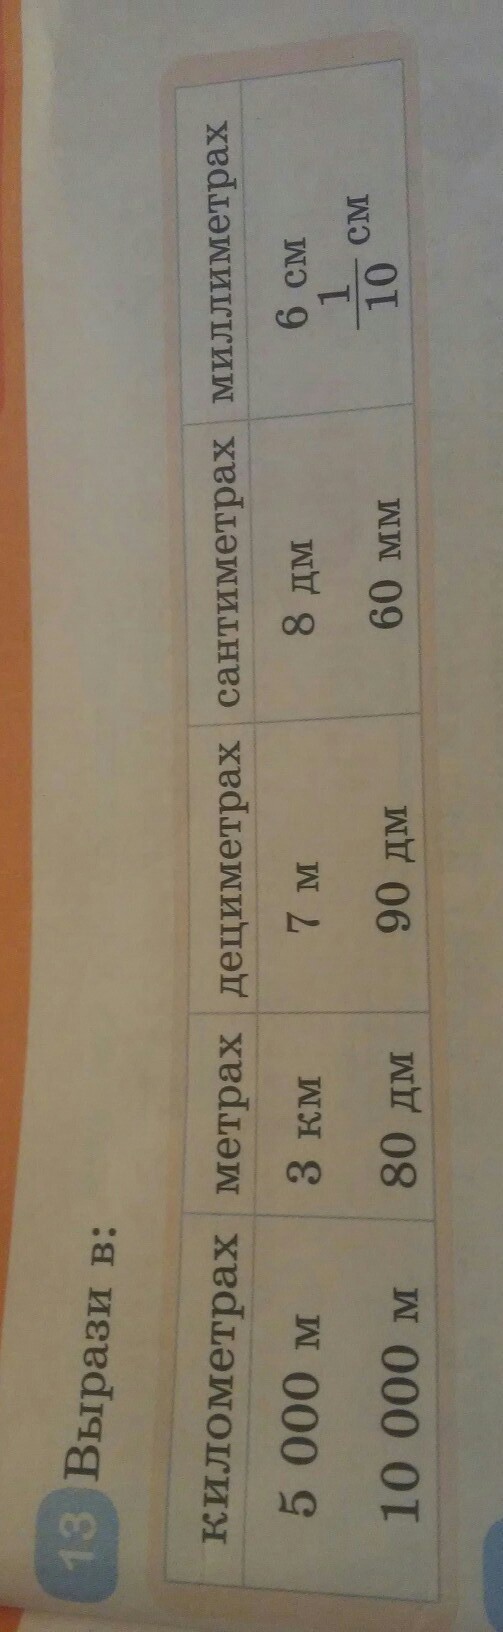 13 Вырази в:
километрах метрах дециметрах сантиметрах миллиметрах
5 000 м 3 км 7 м 8 дм 6 см
10 000 м 80 дм 90 дм 60 мм 1/10 см